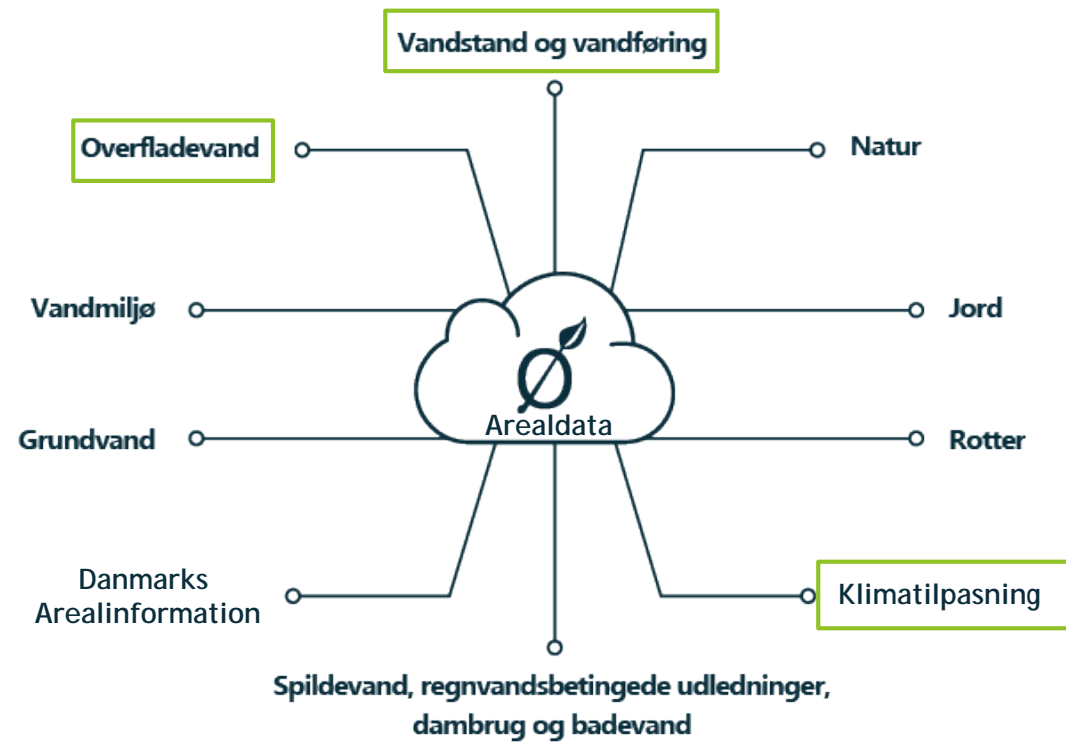 Vandstand og vandføring
Overfladevand
Natur
Vandmiljø
Jord
Ø
Arealdata
Grundvand
Rotter
Danmarks
Arealinformation
Klimatilpasning
Spildevand, regnvandsbetingede udledninger,
dambrug og badevand